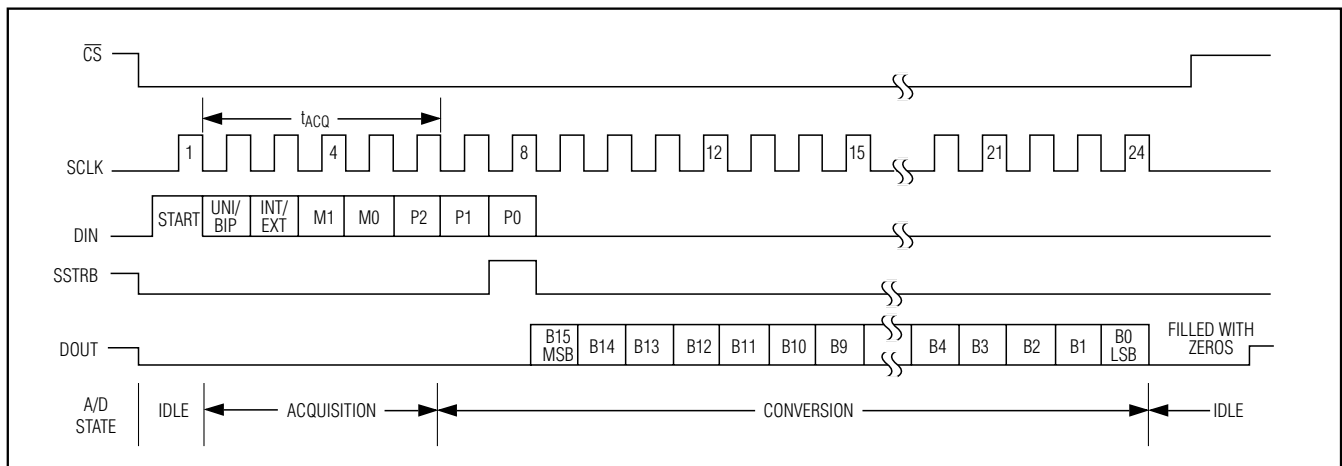 CS
tACQ
SCLK 1 4 8 12 15 21 24
DIN START UNI/BIP INT/EXT M1 M0 P2 P1 P0
SSTRB
DOUT B15 MSB B14 B13 B12 B11 B10 B9 B4 B3 B2 B1 B0 LSB FILLED WITH ZEROS
A/D STATE IDLE ACQUISITION CONVERSION IDLE